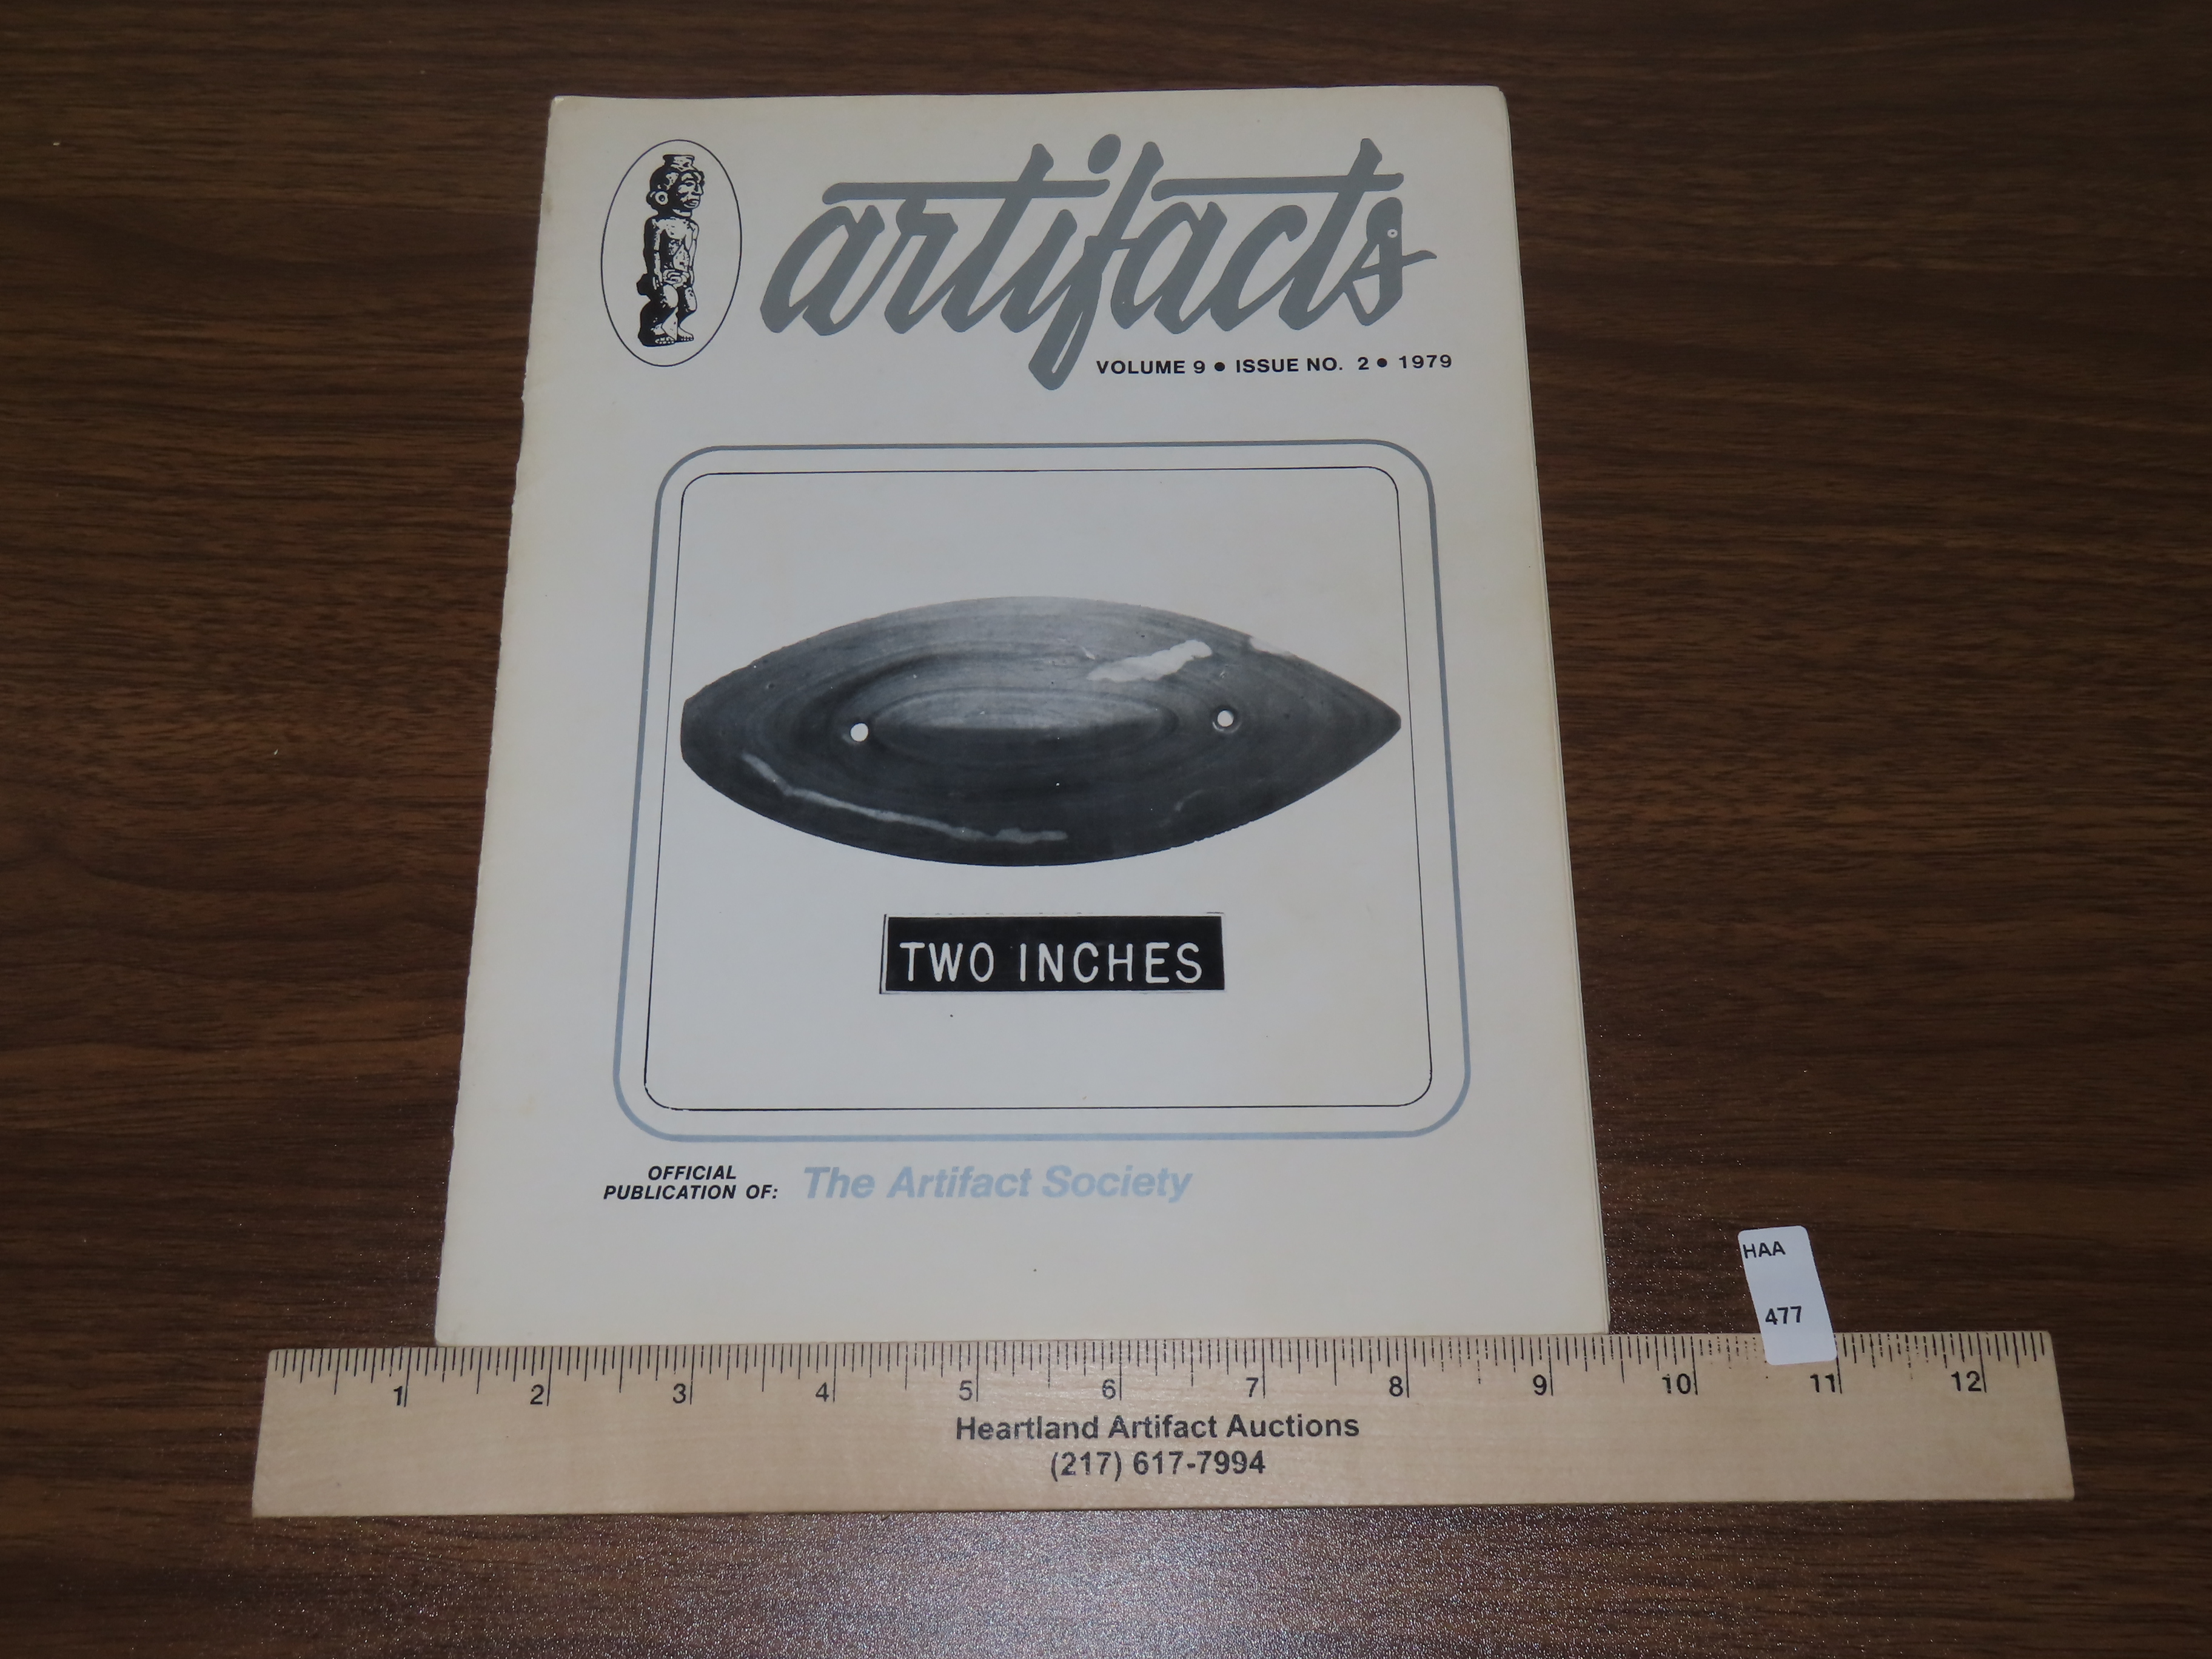 artifacts
VOLUME 9 • ISSUE NO. 2 • 1979
TWO INCHES
OFFICIAL
PUBLICATION OF: The Artifact Society
HAA
477
1 2 3 4 5 6 7 8 9 10 11 12
Heartland Artifact Auctions
(217) 617-7994